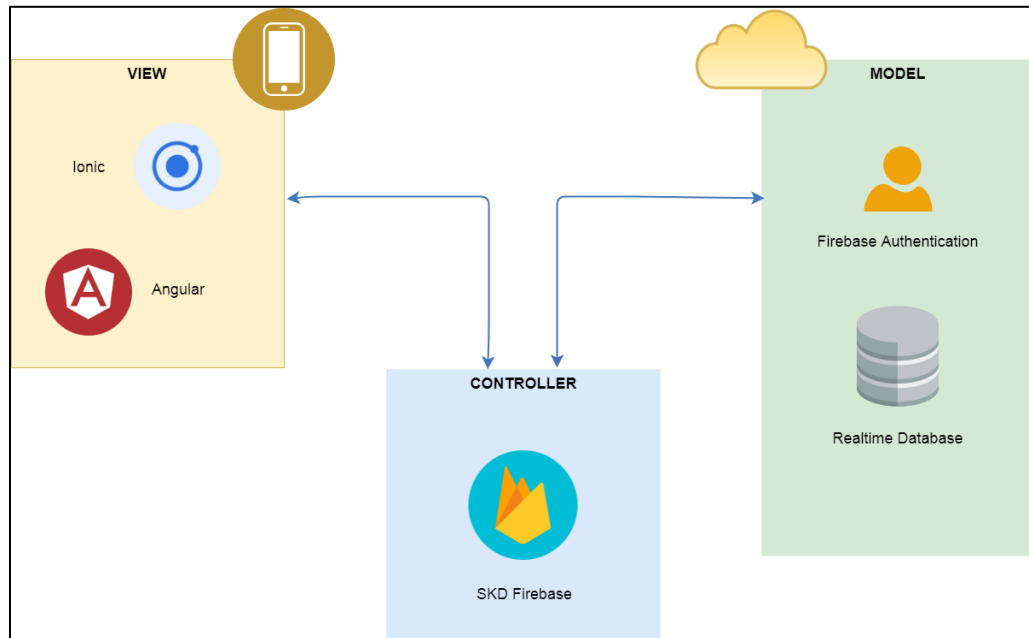 VIEW
Ionic
Angular
MODEL
Firebase Authentication
Realtime Database
CONTROLLER
SKD Firebase